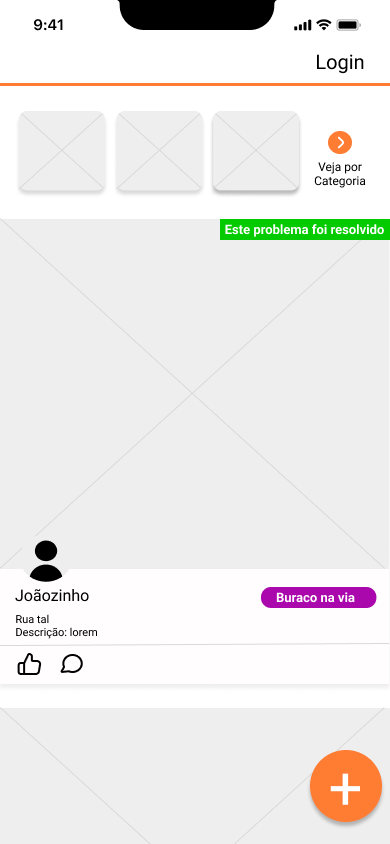 9:41
Login
Veja por
Categoria
Este problema foi resolvido
Joãozinho
Buraco na via
Rua tal
Descrição: lorem